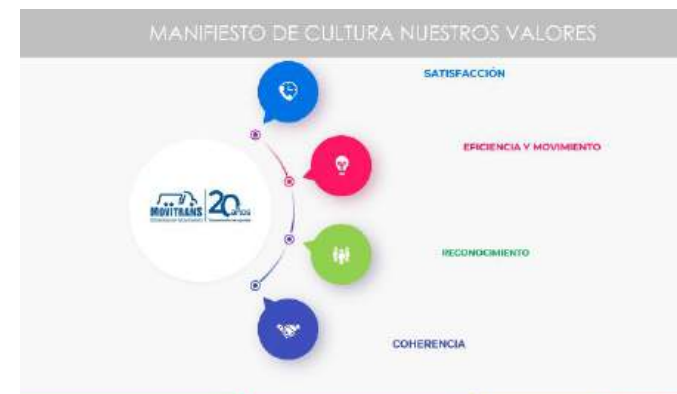 MANIFIESTO DE CULTURA NUESTROS VALORES
SATISFACCIÓN
EFICIENCIA Y MOVIMIENTO
MOVITRANS 20 años
RECONOCIMIENTO
COHERENCIA